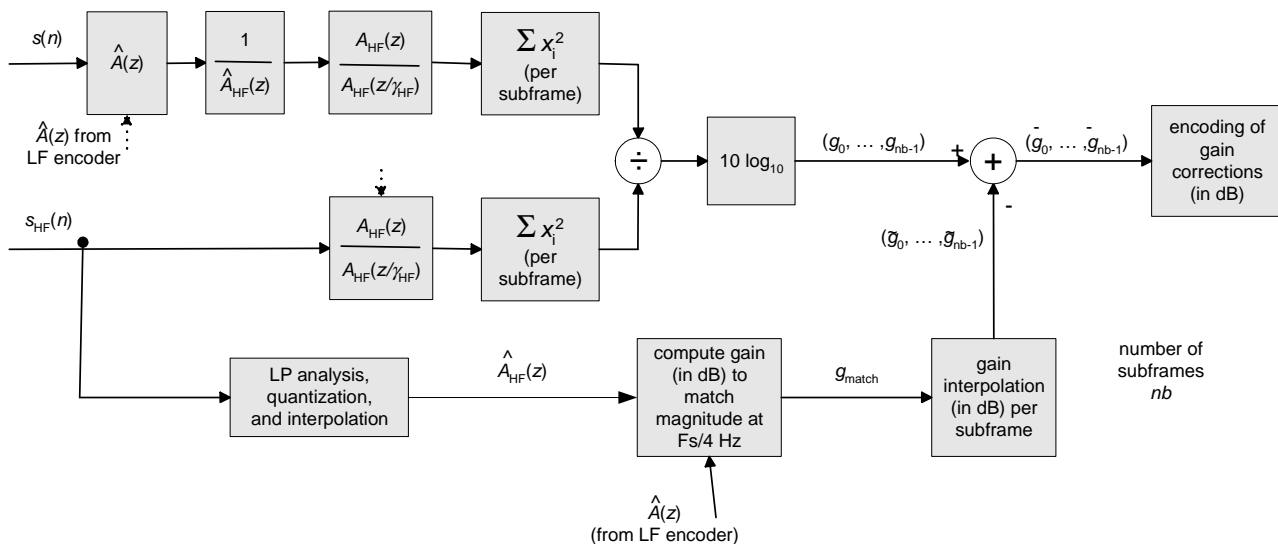 s(n)
Â(z)
1
Â_HF(z)
A_HF(z)
A_HF(z/γ_HF)
Σ x_i^2
(per
subframe)
Â(z) from
LF encoder
÷
10 log_10
(g_0, … ,g_nb-1)
+
+
-
(ḡ_0, … ,ḡ_nb-1)
encoding of
gain
corrections
(in dB)
s_HF(n)
A_HF(z)
A_HF(z/γ_HF)
Σ x_i^2
(per
subframe)
(g̃_0, … ,g̃_nb-1)
LP analysis,
quantization,
and interpolation
Â_HF(z)
compute gain
(in dB) to
match
magnitude at
Fs/4 Hz
g_match
gain
interpolation
(in dB) per
subframe
number of
subframes
nb
Â(z)
(from LF encoder)